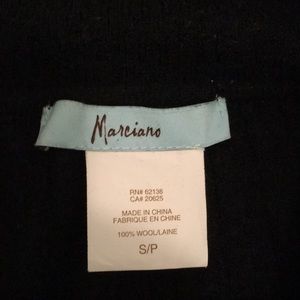 Marciano
RN# 62136
CA# 20625
MADE IN CHINA
FABRIQUE EN CHINE
100% WOOL/LAINE
S/P